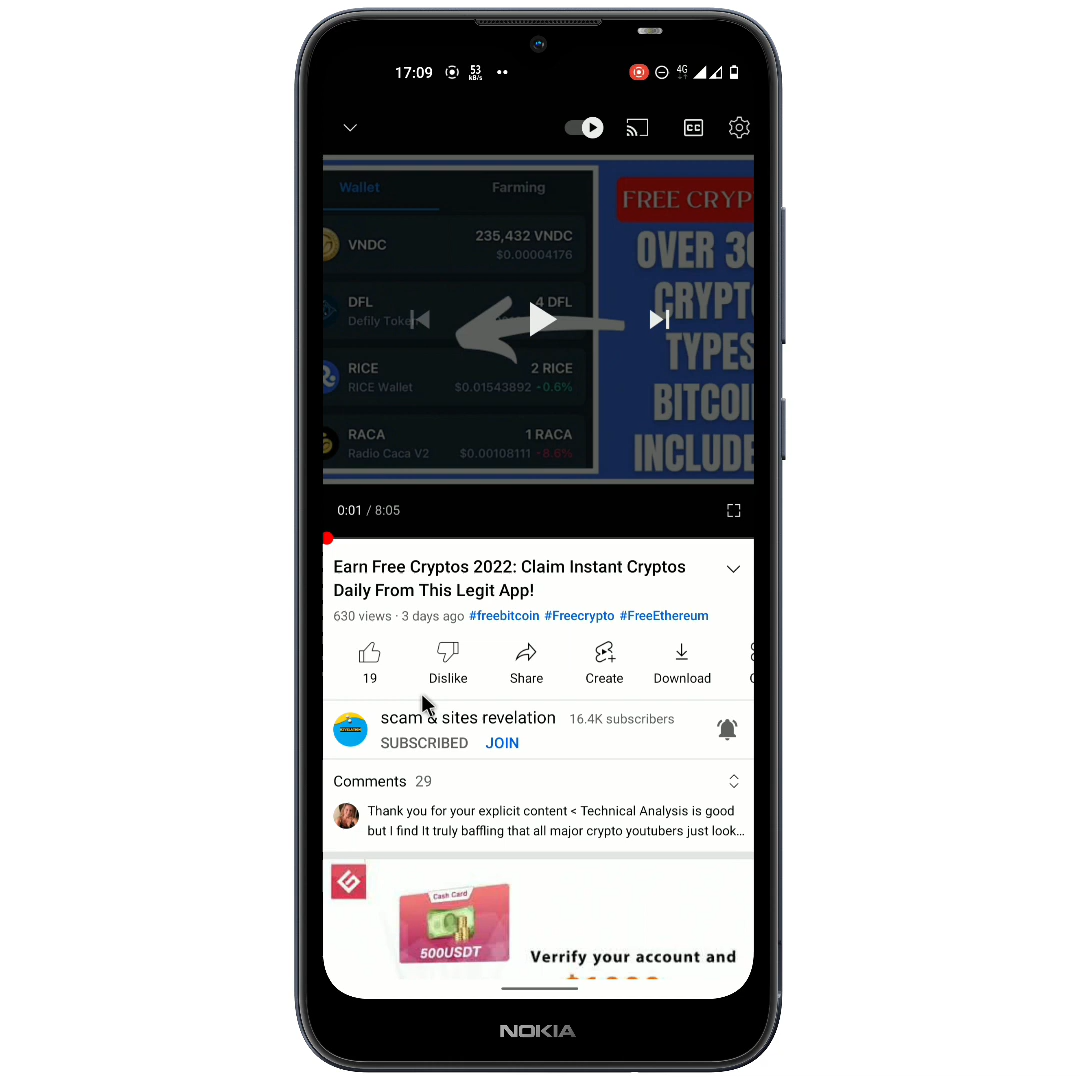 17:09 53 kB/s 4G
CC
Wallet Farming
FREE CRYP
VNDC 235,432 VNDC
$0.00004176
OVER 30
DFL 4 DFL
Defily Token
CRYPTO
TYPES
RICE 2 RICE
RICE Wallet $0.01543892 -0.6%
BITCOI
RACA 1 RACA
Radio Caca V2 $0.00108111 -8.6%
INCLUDE
0:01 / 8:05
Earn Free Cryptos 2022: Claim Instant Cryptos
Daily From This Legit App!
630 views · 3 days ago #freebitcoin #Freecrypto #FreeEthereum
19 Dislike Share Create Download
scam & sites revelation 16.4K subscribers
SUBSCRIBED JOIN
Comments 29
Thank you for your explicit content < Technical Analysis is good
but I find It truly baffling that all major crypto youtubers just look...
Cash Card
500USDT
Verrify your account and
NOKIA